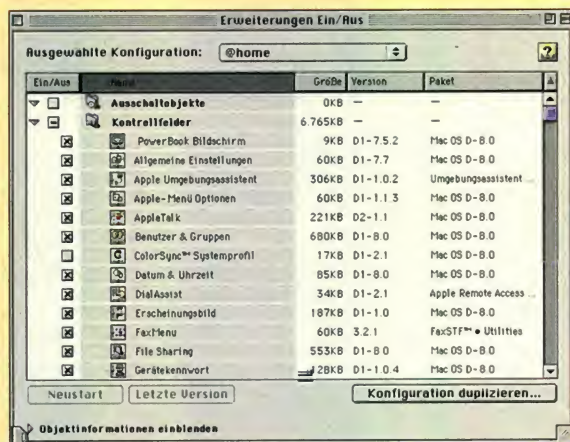 Erweiterungen Ein/Aus
Ausgewählte Konfiguration: @home
?
Ein/Aus Name Größe Version Paket
Ausschaltobjekte 0KB – –
Kontrollfelder 6.765KB – –
PowerBook Bildschirm 9KB D1-7.5.2 Mac OS D-8.0
Allgemeine Einstellungen 60KB D1-7.7 Mac OS D-8.0
Apple Umgebungsassistent 306KB D1-1.0.2 Umgebungsassistent ...
Apple-Menü Optionen 60KB D1-1.1.3 Mac OS D-8.0
AppleTalk 221KB D2-1.1 Mac OS D-8.0
Benutzer & Gruppen 680KB D1-8.0 Mac OS D-8.0
ColorSync™ Systemprofil 17KB D1-2.1 Mac OS D-8.0
Datum & Uhrzeit 85KB D1-8.0 Mac OS D-8.0
DialAssist 34KB D1-2.1 Apple Remote Access ...
Erscheinungsbild 187KB D1-1.0 Mac OS D-8.0
FaxMenu 60KB 3.2.1 FaxSTF™ • Utilities
File Sharing 553KB D1-8.0 Mac OS D-8.0
Gerätekennwort 28KB D1-1.0.4 Mac OS D-8.0
Neustart Letzte Version Konfiguration duplizieren...
Objektinformationen einblenden